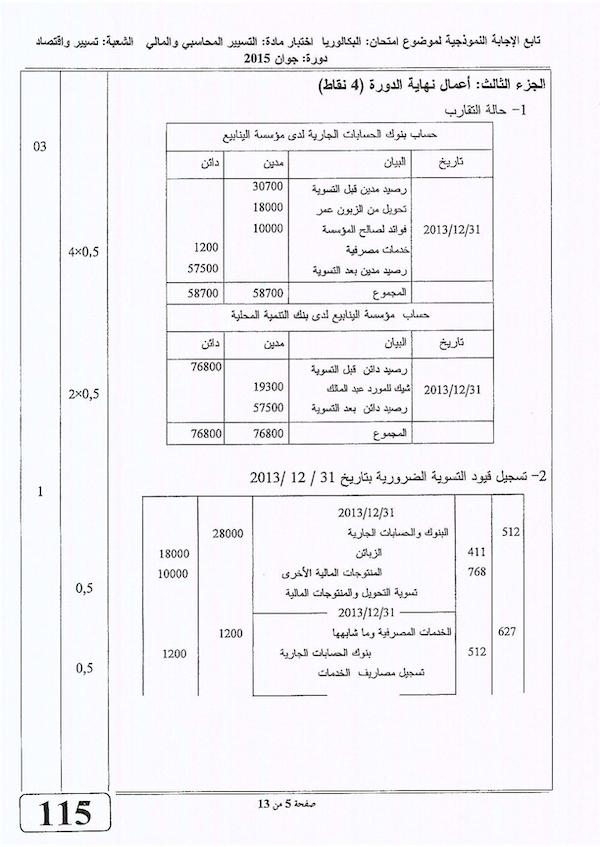 تابع الإجابة النموذجية لموضوع إمتحان: البكالوريا اختبار مادة: التسيير المحاسبي والمالي الشعبة: تسيير واقتصاد
دورة: جوان 2015
الجزء الثالث: أعمال نهاية الدورة (4 نقاط)
1- حالة التقارب
03
حساب بنوك الحسابات الجارية لدى مؤسسة الينابيع
تاريخ البيان مدين دائن
رصيد مدين قبل التسوية 30700
تحويل من الزبون عمر 18000
2013/12/31 فوائد لصالح المؤسسة 10000
خدمات مصرفية 1200
4×0,5
رصيد مدين بعد التسوية 57500
المجموع 58700 58700
حساب مؤسسة الينابيع لدى بنك التنمية المحلية
تاريخ البيان مدين دائن
رصيد دائن قبل التسوية 76800
2013/12/31 شيك للمورد عبد المالك 19300
2×0,5
رصيد دائن بعد التسوية 57500
المجموع 76800 76800
2- تسجيل قيود التسوية الضرورية بتاريخ 31 / 12 /2013
1
2013/12/31
512 البنوك والحسابات الجارية 28000
411 الزبائن 18000
768 المنتوجات المالية الأخرى 10000
0,5
تسوية التحويل والمنتوجات المالية
2013/12/31
627 الخدمات المصرفية وما شابهها 1200
512 بنوك الحسابات الجارية 1200
0,5
تسجيل مصاريف الخدمات
صفحة 5 من 13
115